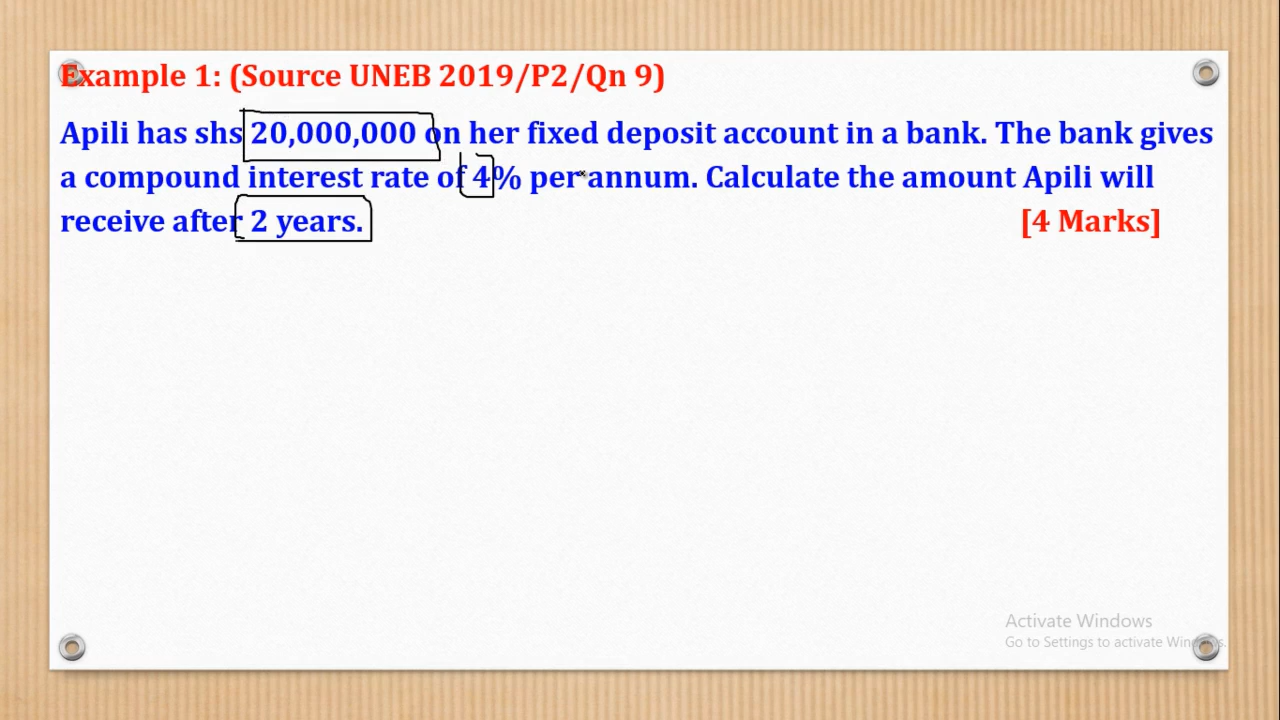 Example 1: (Source UNEB 2019/P2/Qn 9)
Apili has shs 20,000,000 on her fixed deposit account in a bank. The bank gives
a compound interest rate of 4% per annum. Calculate the amount Apili will
receive after 2 years. [4 Marks]
Activate Windows
Go to Settings to activate Windows.